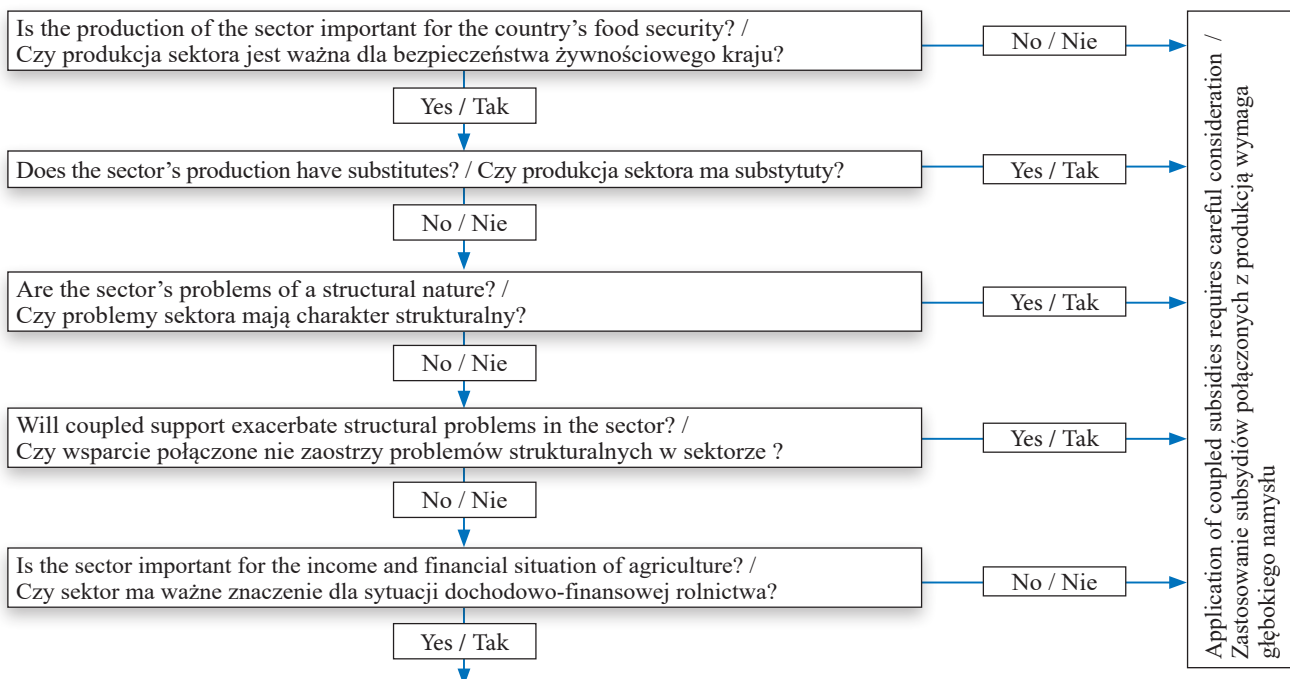 Is the production of the sector important for the country’s food security? /
Czy produkcja sektora jest ważna dla bezpieczeństwa żywnościowego kraju?
No / Nie
Yes / Tak
Does the sector’s production have substitutes? / Czy produkcja sektora ma substytuty?
Yes / Tak
No / Nie
Are the sector’s problems of a structural nature? /
Czy problemy sektora mają charakter strukturalny?
Yes / Tak
No / Nie
Will coupled support exacerbate structural problems in the sector? /
Czy wsparcie połączone nie zaostrzy problemów strukturalnych w sektorze ?
Yes / Tak
No / Nie
Is the sector important for the income and financial situation of agriculture? /
Czy sektor ma ważne znaczenie dla sytuacji dochodowo-finansowej rolnictwa?
No / Nie
Yes / Tak
Application of coupled subsidies requires careful consideration /
Zastosowanie subsydiów połączonych z produkcją wymaga
głębokiego namysłu